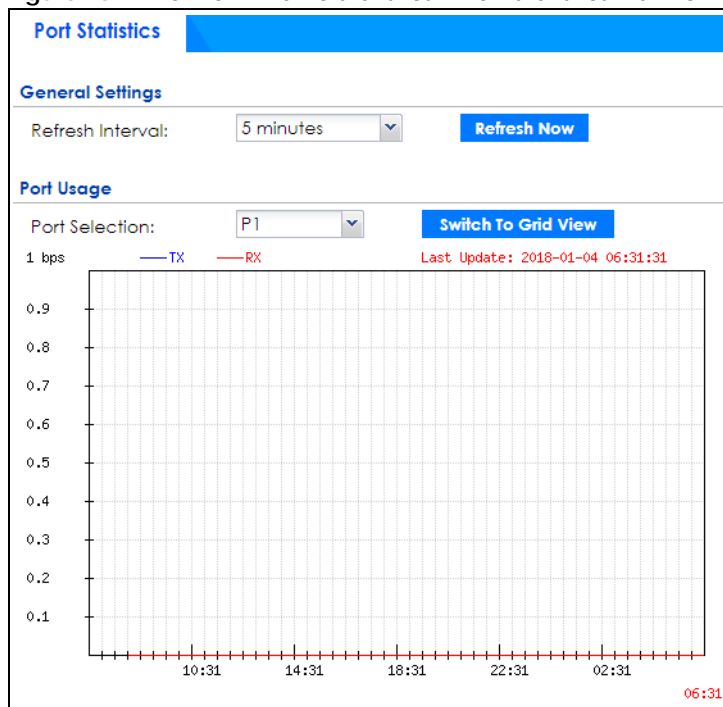 Port Statistics
General Settings
Refresh Interval: 5 minutes Refresh Now
Port Usage
Port Selection: P1 Switch To Grid View
1 bps TX RX Last Update: 2018-01-04 06:31:31
0.9
0.8
0.7
0.6
0.5
0.4
0.3
0.2
0.1
10:31 14:31 18:31 22:31 02:31
06:31